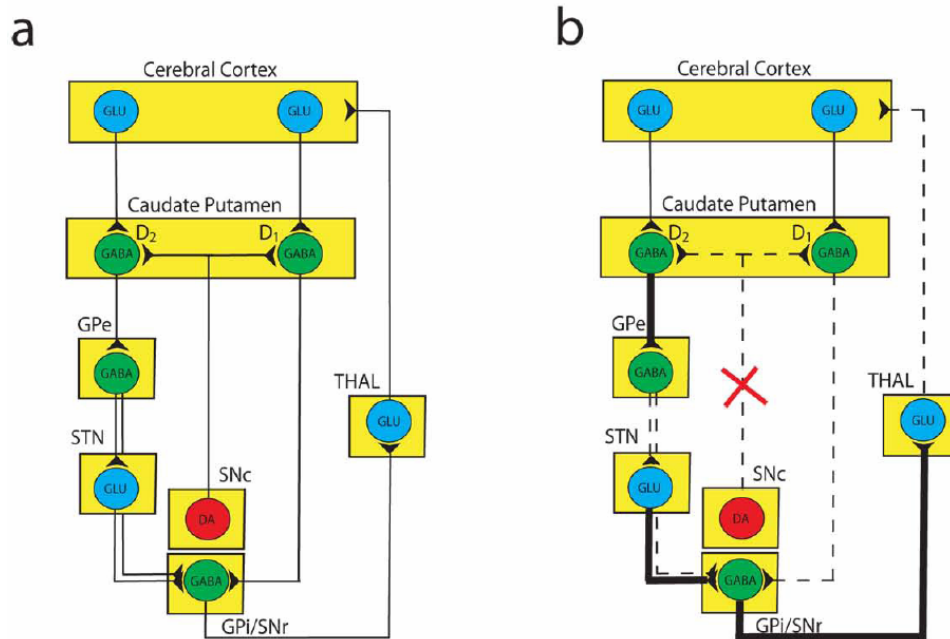 a
Cerebral Cortex
GLU GLU
Caudate Putamen
D2 D1
GABA GABA
GPe
GABA
THAL
GLU
STN
GLU
SNc
DA
GABA
GPi/SNr
b
Cerebral Cortex
GLU GLU
Caudate Putamen
D2 D1
GABA GABA
GPe
GABA
THAL
GLU
STN
GLU
SNc
DA
GABA
GPi/SNr